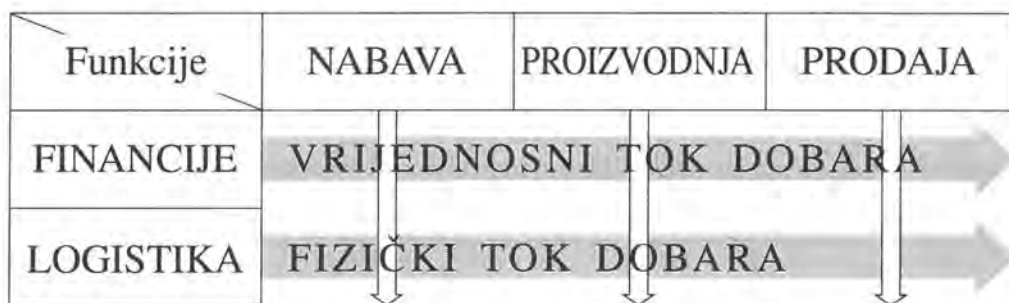 Funkcije NABAVA PROIZVODNJA PRODAJA
FINANCIJE VRIJEDNOSNI TOK DOBARA
LOGISTIKA FIZIČKI TOK DOBARA